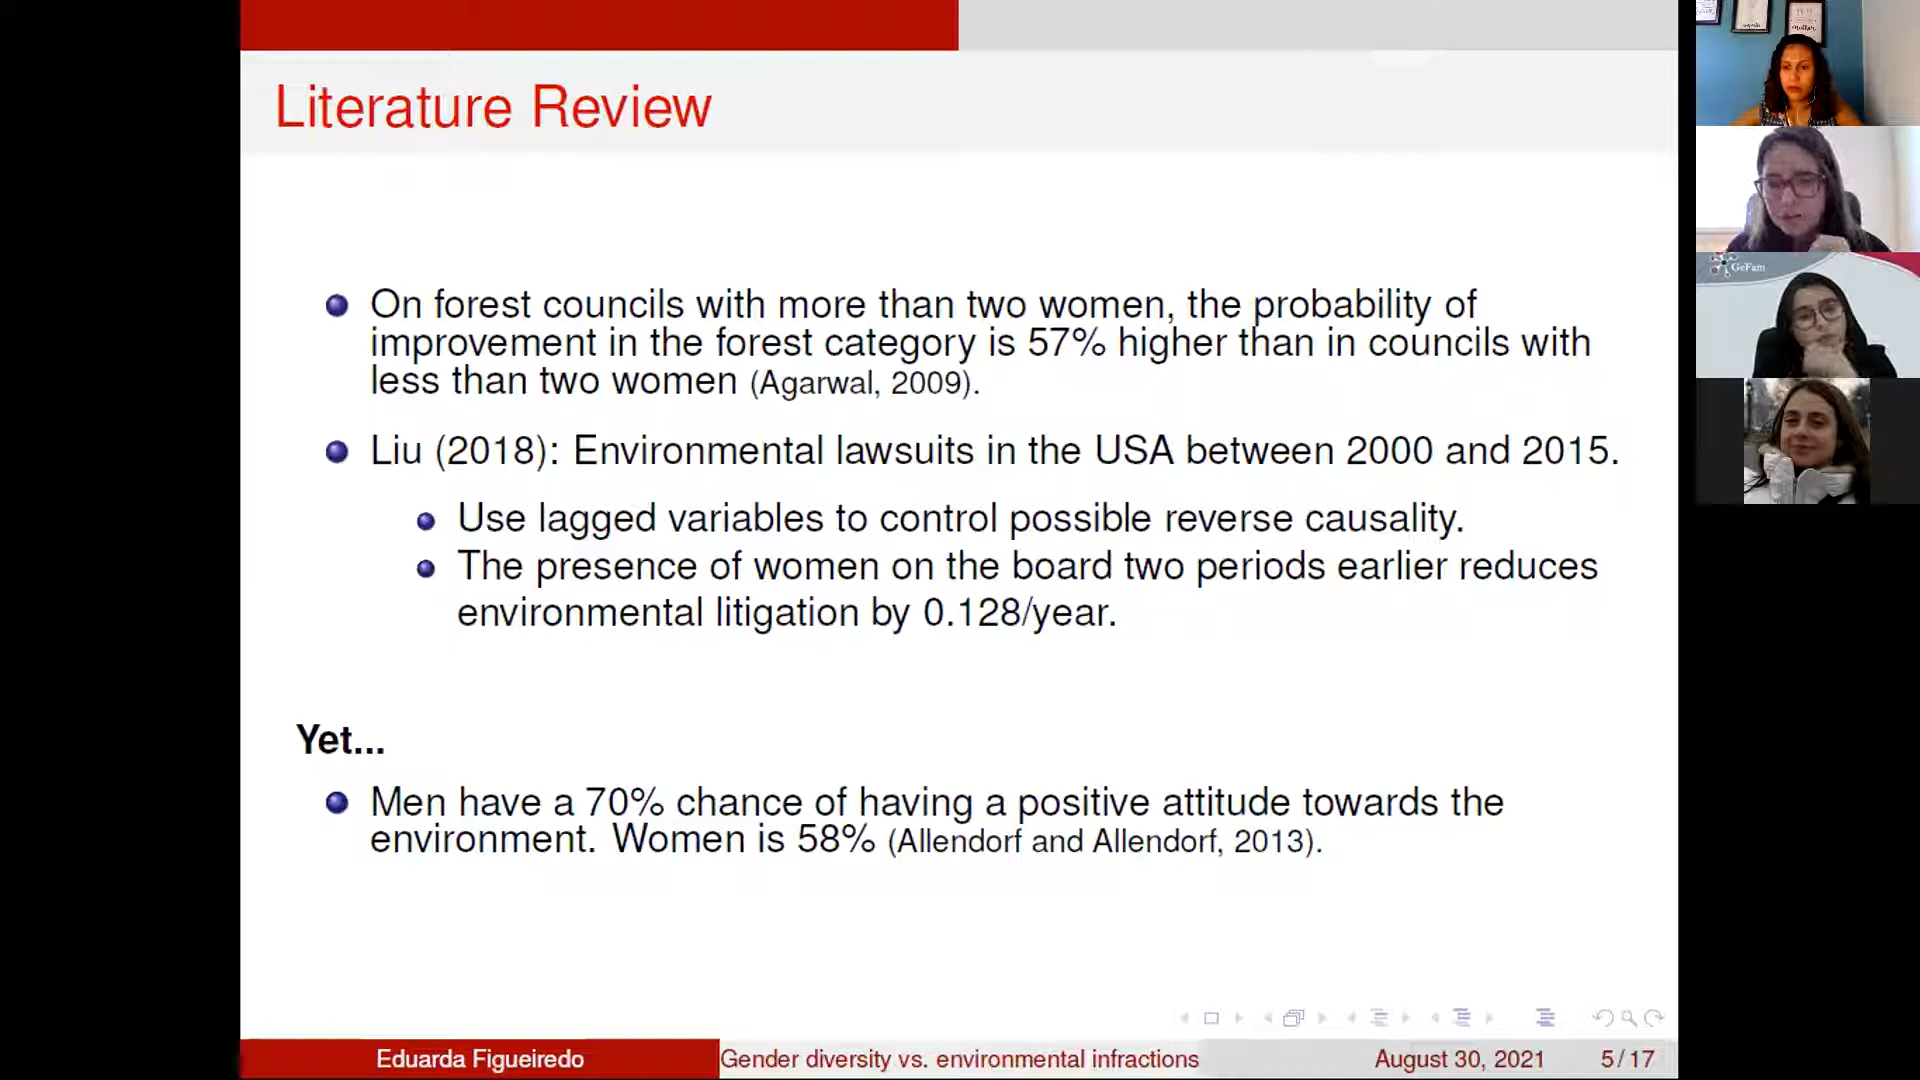 Literature Review
On forest councils with more than two women, the probability of
improvement in the forest category is 57% higher than in councils with
less than two women (Agarwal, 2009).
Liu (2018): Environmental lawsuits in the USA between 2000 and 2015.
Use lagged variables to control possible reverse causality.
The presence of women on the board two periods earlier reduces
environmental litigation by 0.128/year.
Yet...
Men have a 70% chance of having a positive attitude towards the
environment. Women is 58% (Allendorf and Allendorf, 2013).
Eduarda Figueiredo
Gender diversity vs. environmental infractions
August 30, 2021
5/17
GeFam